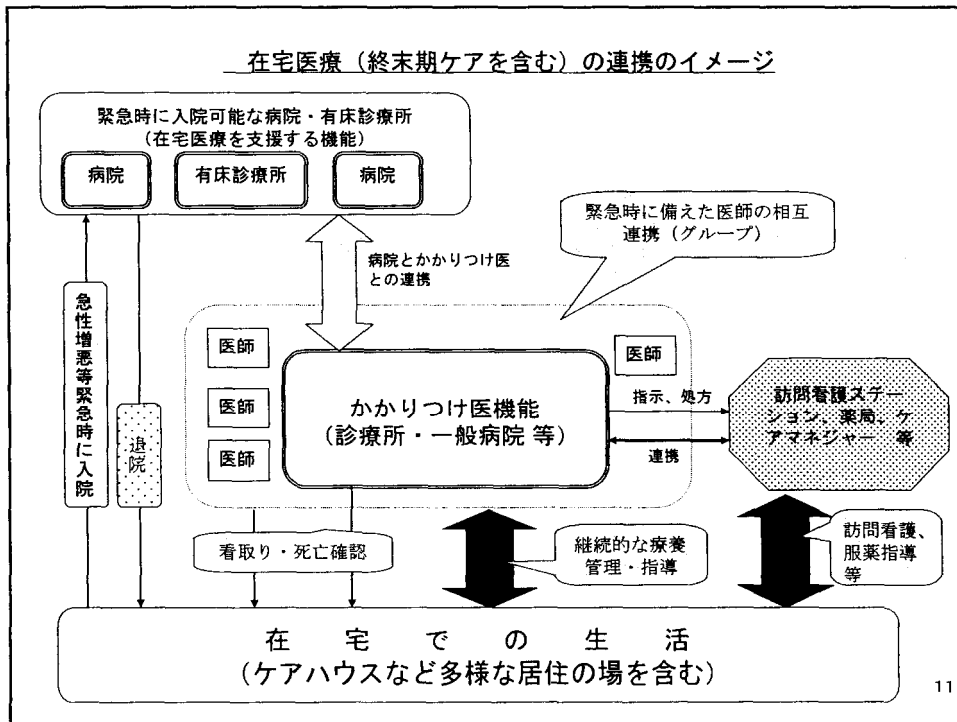 在宅医療（終末期ケアを含む）の連携のイメージ
緊急時に入院可能な病院・有床診療所
（在宅医療を支援する機能）
病院
有床診療所
病院
緊急時に備えた医師の相互
連携（グループ）
病院とかかりつけ医
との連携
急性増悪等緊急時に入院
退院
医師
医師
医師
医師
かかりつけ医機能
（診療所・一般病院 等）
指示、処方
連携
訪問看護ステー
ション、薬局、ケ
アマネジャー 等
看取り・死亡確認
継続的な療養
管理・指導
訪問看護、
服薬指導
等
在宅での生活
（ケアハウスなど多様な居住の場を含む）
11